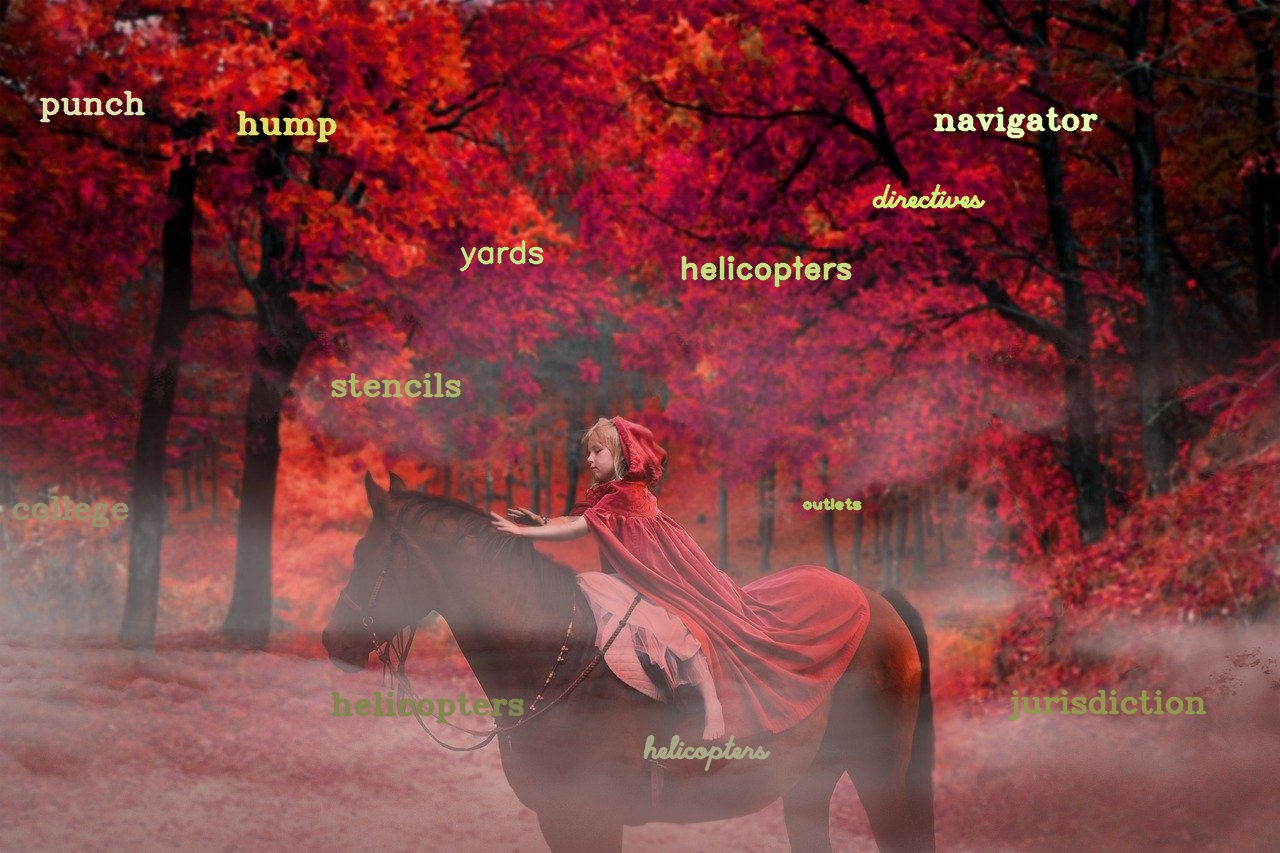 punch
hump
navigator
directives
yards
helicopters
stencils
outlets
college
helicopters
jurisdiction
helicopters